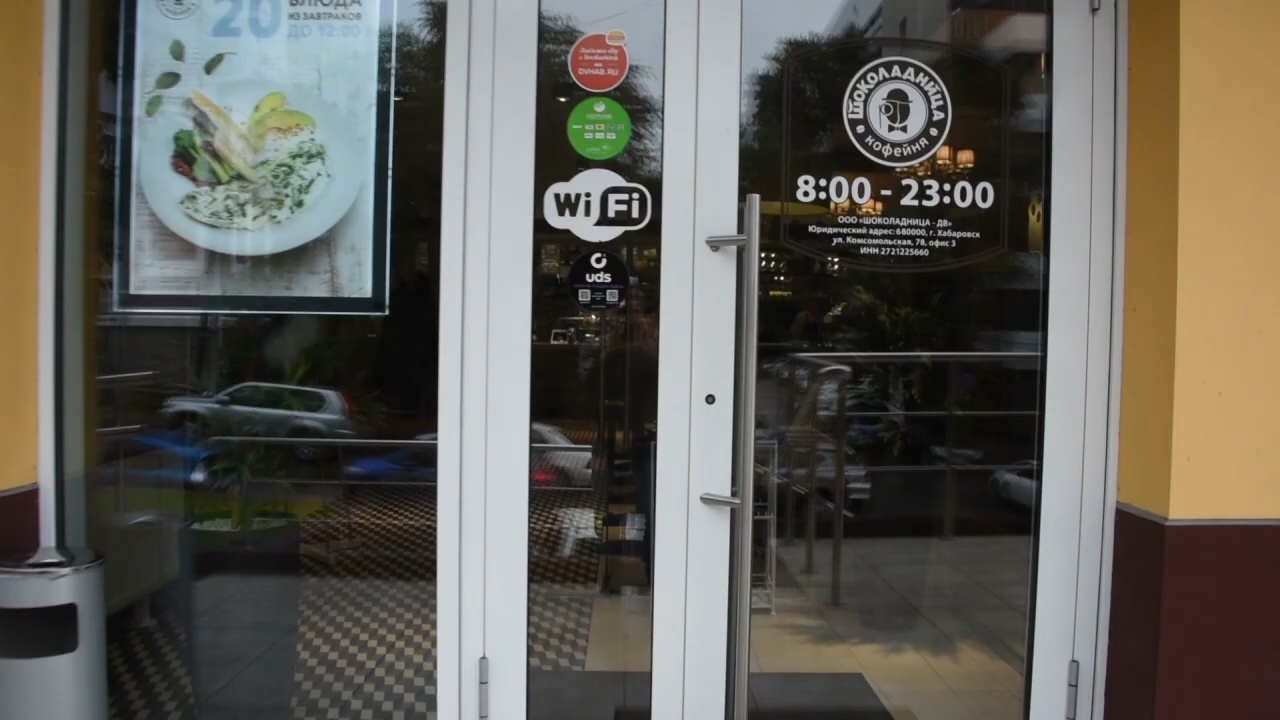 20 БЛЮДА
ИЗ ЗАВТРАКОВ
ДО 12:00
DVHAB.RU
WiFi
uds
ШОКОЛАДНИЦА
кофейня
8:00 - 23:00
ООО «ШОКОЛАДНИЦА - ДВ»
Юридический адрес: 680000, г. Хабаровск
ул. Комсомольская, 78, офис 3
ИНН 2721225660